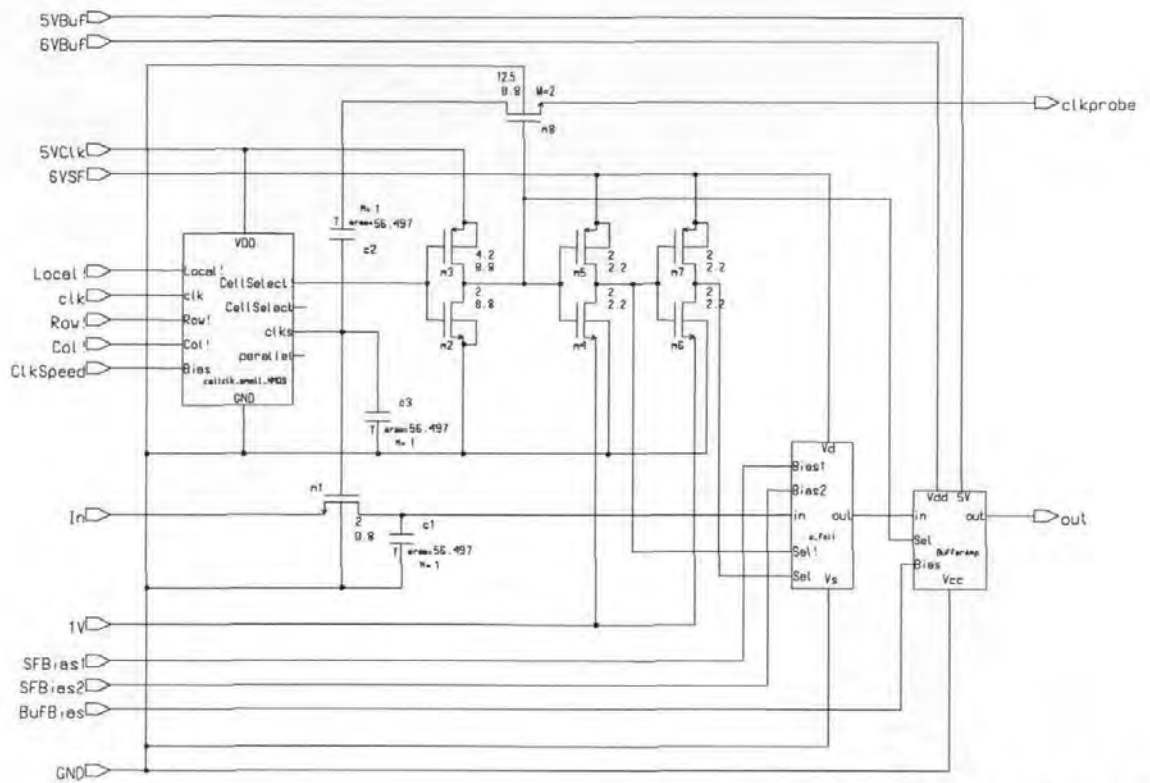 5VBuf
6VBuf
12.5
0.8
M=2
m8
clkprobe
5VClk
6VSF
M= 1
T area=56.497
c2
VDD
Local!
Local!
CellSelect!
clk
clk
CellSelect
Row!
Row!
clks
Col!
Col!
parallel
ClkSpeed
Bias
GND
m3
4.2
0.8
2
0.8
m2
m5
2
2.2
2
2.2
m4
m7
2
2.2
2
2.2
m6
c3
T area=56.497
M= 1
In
m1
2
0.8
c1
T area=56.497
M= 1
Vd
Bias1
Bias2
in
out
Sel!
Sel
Vs
Vdd
5V
in
out
Sel
Bufferamp
Bias
Vcc
out
1V
SFBias1
SFBias2
BufBias
GND